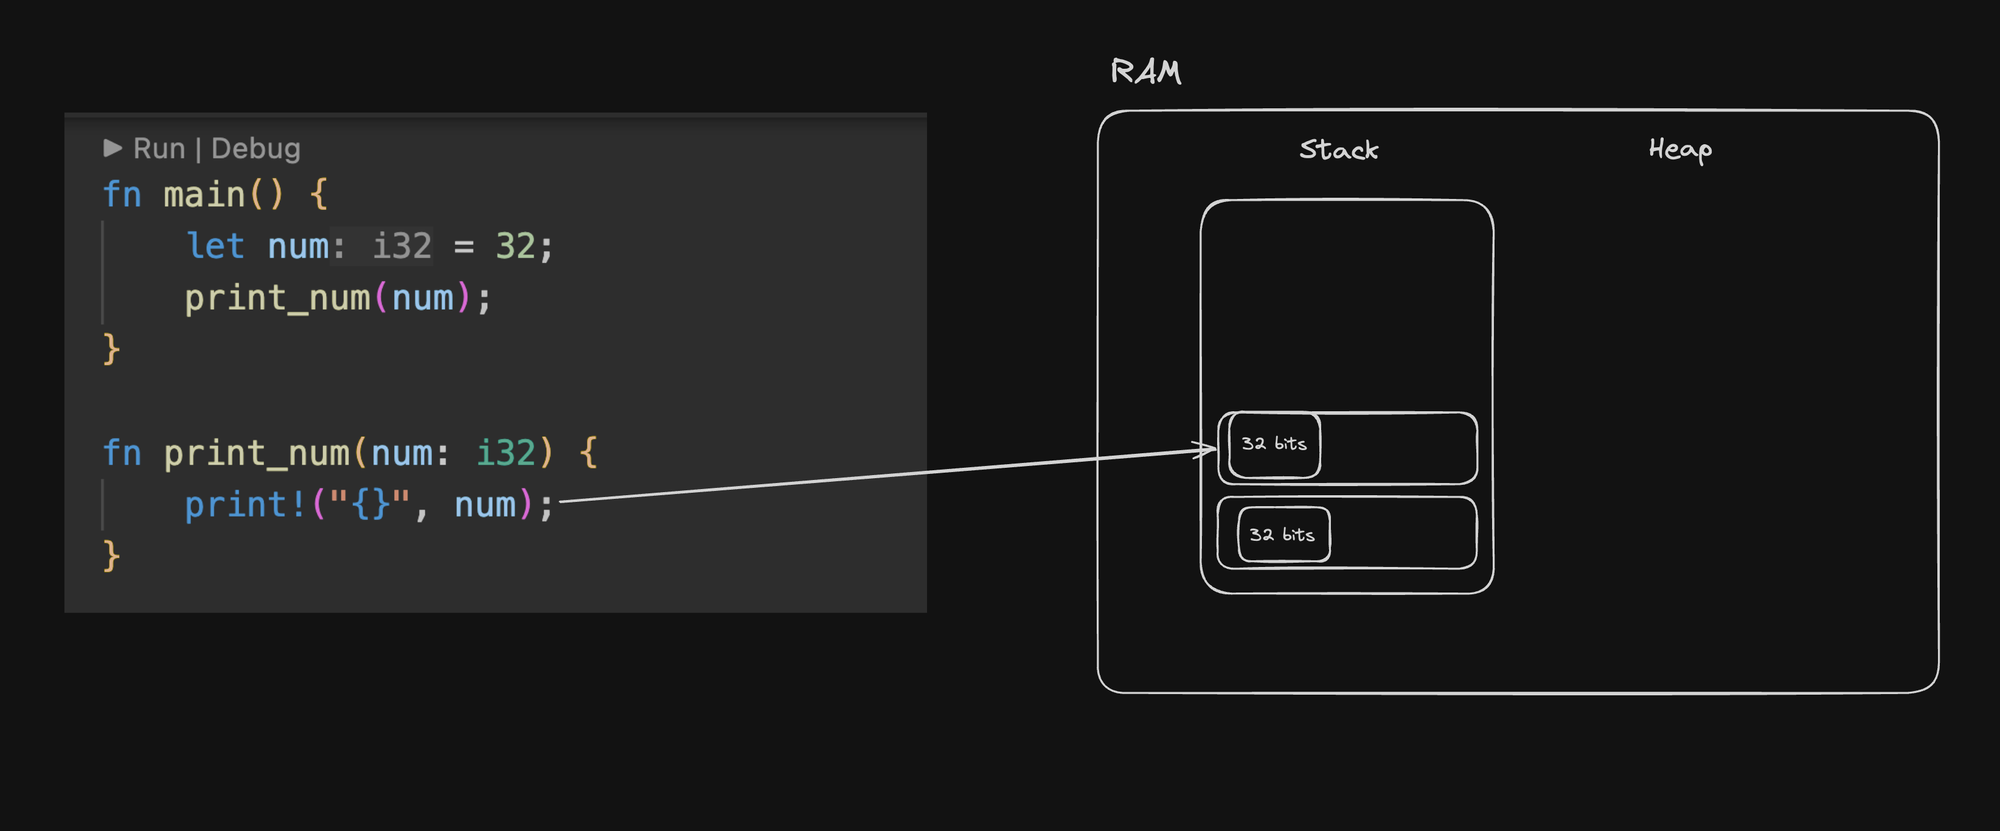 ▶ Run | Debug
fn main() {
    let num: i32 = 32;
    print_num(num);
}
fn print_num(num: i32) {
    print!("{}", num);
}
RAM
Stack
Heap
32 bits
32 bits